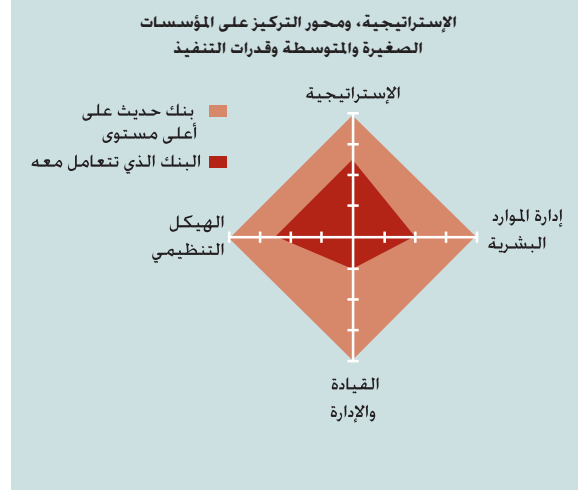 الإستراتيجية، ومحور التركيز على المؤسسات
الصغيرة والمتوسطة وقدرات التنفيذ
الإستراتيجية
بنك حديث على
أعلى مستوى
البنك الذي تتعامل معه
الهيكل
التنظيمي
إدارة الموارد
البشرية
القيادة
والإدارة